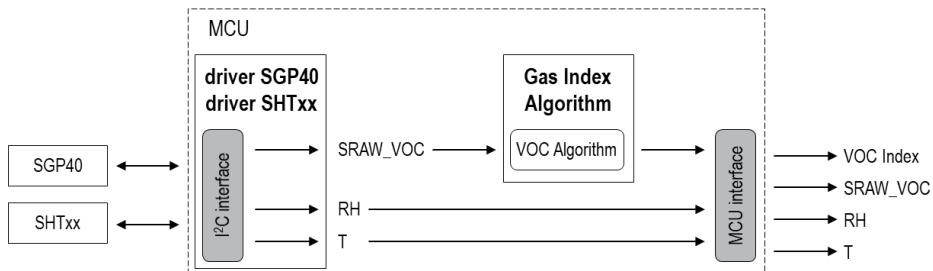 MCU
driver SGP40
driver SHTxx
Gas Index
Algorithm
SGP40
SHTxx
I²C interface
SRAW_VOC
RH
T
VOC Algorithm
MCU interface
VOC Index
SRAW_VOC
RH
T